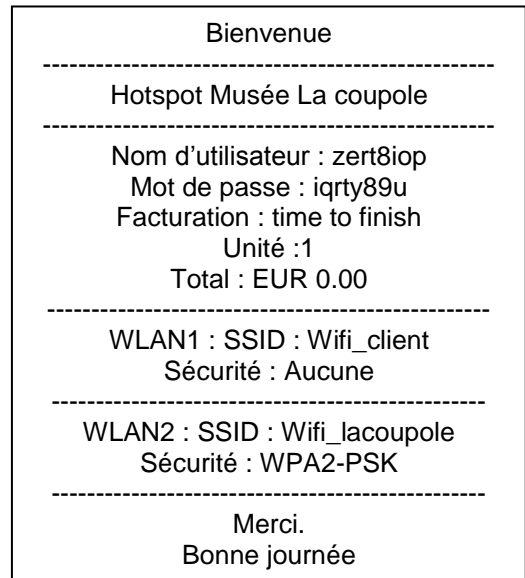 Bienvenue
---------------------------------------------------
Hotspot Musée La coupole
---------------------------------------------------
Nom d’utilisateur : zert8iop
Mot de passe : iqrty89u
Facturation : time to finish
Unité :1
Total : EUR 0.00
--------------------------------------------------
WLAN1 : SSID : Wifi_client
Sécurité : Aucune
-------------------------------------------------
WLAN2 : SSID : Wifi_lacoupole
Sécurité : WPA2-PSK
-------------------------------------------------
Merci.
Bonne journée